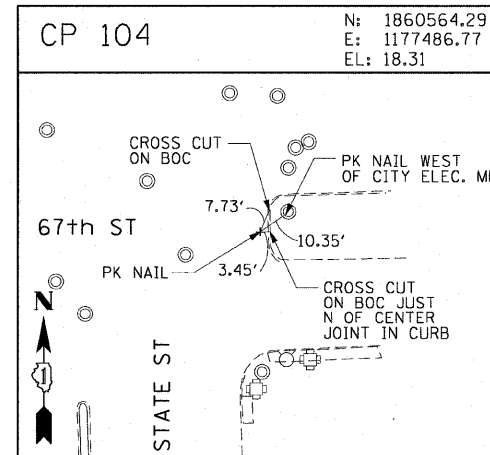 CP 104
N: 1860564.29
E: 1177486.77
EL: 18.31
CROSS CUT
ON BOC
PK NAIL WEST
OF CITY ELEC.
7.73'
67th ST
10.35'
PK NAIL
3.45'
CROSS CUT
ON BOC JUST
N OF CENTER
JOINT IN CURB
N
1
STATE ST